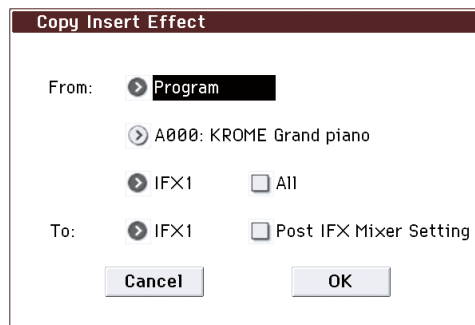 Copy Insert Effect
From: Program
A000: KROME Grand piano
IFX1 All
To: IFX1 Post IFX Mixer Setting
Cancel OK